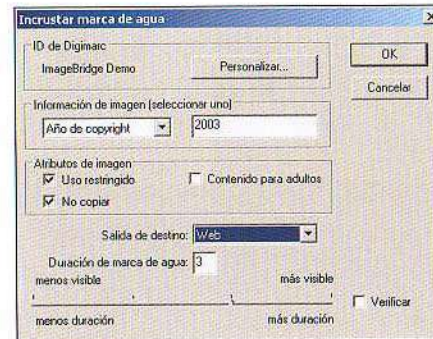 Incrustar marca de agua
ID de Digimarc
ImageBridge Demo
Personalizar...
OK
Cancelar
Información de imagen (seleccionar uno)
Año de copyright
2003
Atributos de imagen
Uso restringido
Contenido para adultos
No copiar
Salida de destino: Web
Duración de marca de agua: 3
menos visible
más visible
menos duración
más duración
Verificar